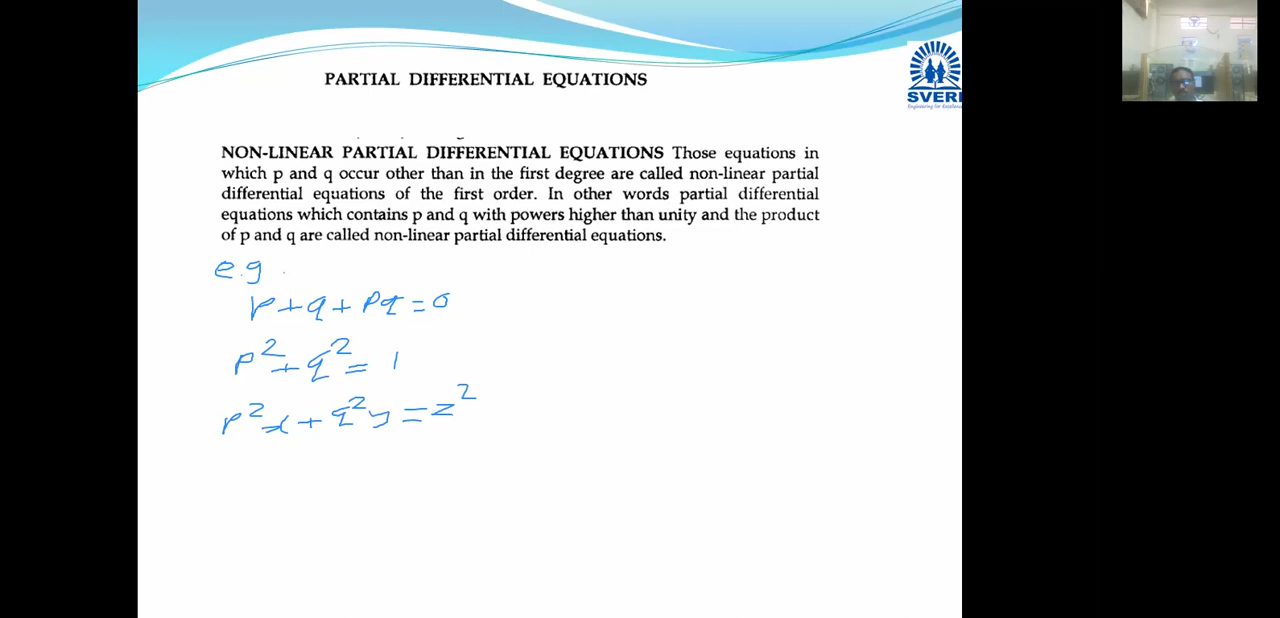 PARTIAL DIFFERENTIAL EQUATIONS
SVERI
Engineering for Excellence
NON-LINEAR PARTIAL DIFFERENTIAL EQUATIONS Those equations in
which p and q occur other than in the first degree are called non-linear partial
differential equations of the first order. In other words partial differential
equations which contains p and q with powers higher than unity and the product
of p and q are called non-linear partial differential equations.
e.g
p+q+pq=0
p²+q²=1
p²x+q²y=z²